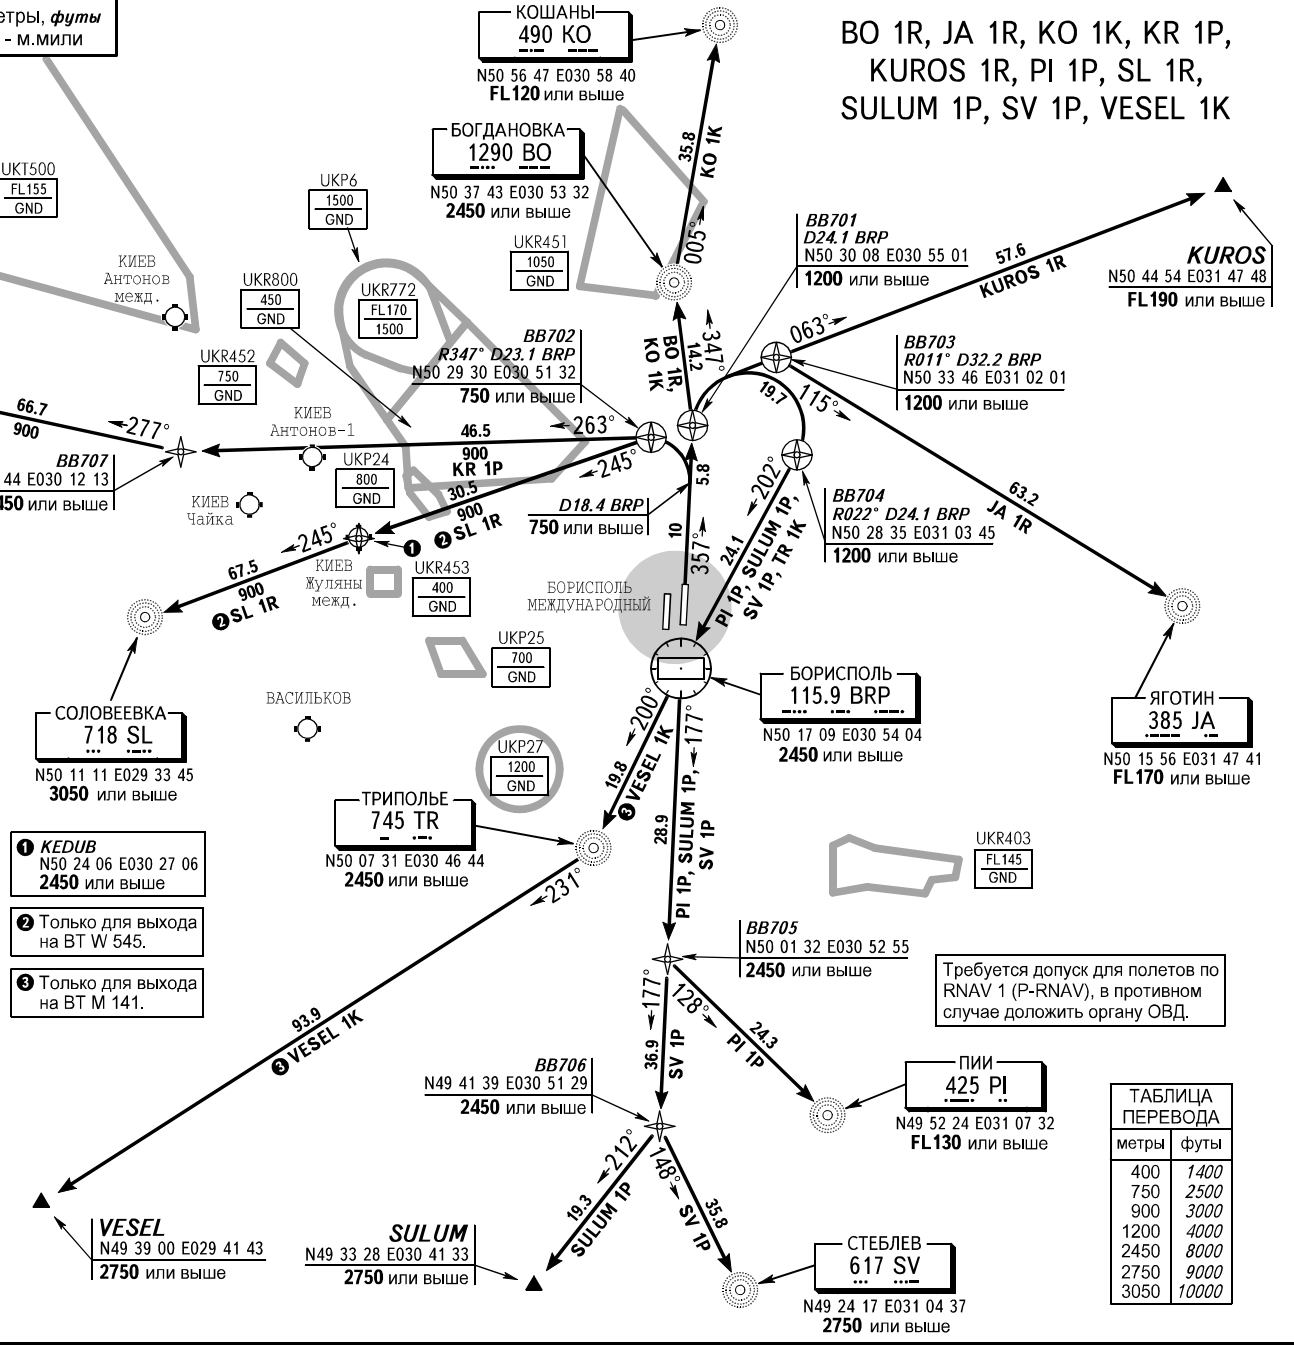 етры, футы
- м.мили
BO 1R, JA 1R, KO 1K, KR 1P,
KUROS 1R, PI 1P, SL 1R,
SULUM 1P, SV 1P, VESEL 1K
КОШАНЫ
490 KO
N50 56 47 E030 58 40
FL120 или выше
БОГДАНОВКА
1290 BO
N50 37 43 E030 53 32
2450 или выше
35.8
KO 1K
005°
UKT500
FL155
GND
UKP6
1500
GND
UKR451
1050
GND
КИЕВ
Антонов
межд.
UKR800
450
GND
UKR772
FL170
1500
UKR452
750
GND
BB701
D24.1 BRP
N50 30 08 E030 55 01
1200 или выше
57.6
KUROS 1R
063°
KUROS
N50 44 54 E031 47 48
FL190 или выше
BB702
R347° D23.1 BRP
N50 29 30 E030 51 32
750 или выше
BO 1R,
KO 1K
14.2
347°
BB703
R011° D32.2 BRP
N50 33 46 E031 02 01
1200 или выше
19.7
115°
63.2
JA 1R
66.7
900
277°
BB707
44 E030 12 13
450 или выше
КИЕВ
Антонов-1
46.5
900
KR 1P
263°
245°
30.5
900
2 SL 1R
UKP24
800
GND
КИЕВ
Чайка
D18.4 BRP
750 или выше
5.8
10
357°
202°
24.1
PI 1P, SULUM 1P,
SV 1P, TR 1K
BB704
R022° D24.1 BRP
N50 28 35 E031 03 45
1200 или выше
1
245°
67.5
900
2 SL 1R
КИЕВ
Жуляны
межд.
UKR453
400
GND
БОРИСПОЛЬ
МЕЖДУНАРОДНЫЙ
UKP25
700
GND
БОРИСПОЛЬ
115.9 BRP
N50 17 09 E030 54 04
2450 или выше
ЯГОТИН
385 JA
N50 15 56 E031 47 41
FL170 или выше
СОЛОВЕЕВКА
718 SL
N50 11 11 E029 33 45
3050 или выше
ВАСИЛЬКОВ
UKP27
1200
GND
200°
19.8
3 VESEL 1K
177°
28.9
PI 1P, SULUM 1P,
SV 1P
ТРИПОЛЬЕ
745 TR
N50 07 31 E030 46 44
2450 или выше
231°
UKR403
FL145
GND
1 KEDUB
N50 24 06 E030 27 06
2450 или выше
2 Только для выхода
на ВТ W 545.
3 Только для выхода
на ВТ M 141.
93.9
3 VESEL 1K
BB705
N50 01 32 E030 52 55
2450 или выше
Требуется допуск для полетов по
RNAV 1 (P-RNAV), в противном
случае доложить органу ОВД.
177°
36.9
SV 1P
128°
24.3
PI 1P
BB706
N49 41 39 E030 51 29
2450 или выше
ПИИ
425 PI
N49 52 24 E031 07 32
FL130 или выше
212°
19.3
SULUM 1P
148°
35.8
SV 1P
VESEL
N49 39 00 E029 41 43
2750 или выше
SULUM
N49 33 28 E030 41 33
2750 или выше
СТЕБЛЕВ
617 SV
N49 24 17 E031 04 37
2750 или выше
ТАБЛИЦА
ПЕРЕВОДА
метры футы
400 1400
750 2500
900 3000
1200 4000
2450 8000
2750 9000
3050 10000